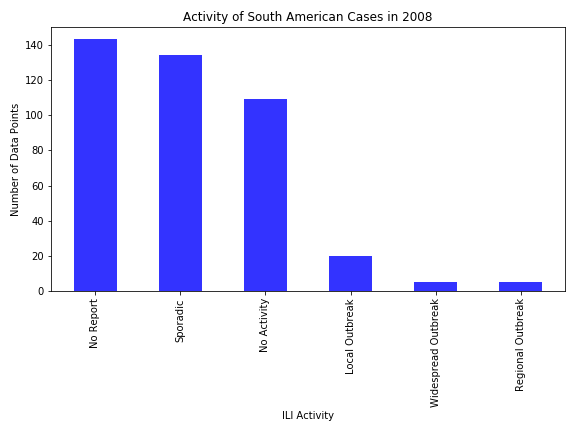 Activity of South American Cases in 2008
Number of Data Points
140
120
100
80
60
40
20
0
No Report
Sporadic
No Activity
Local Outbreak
Widespread Outbreak
Regional Outbreak
ILI Activity